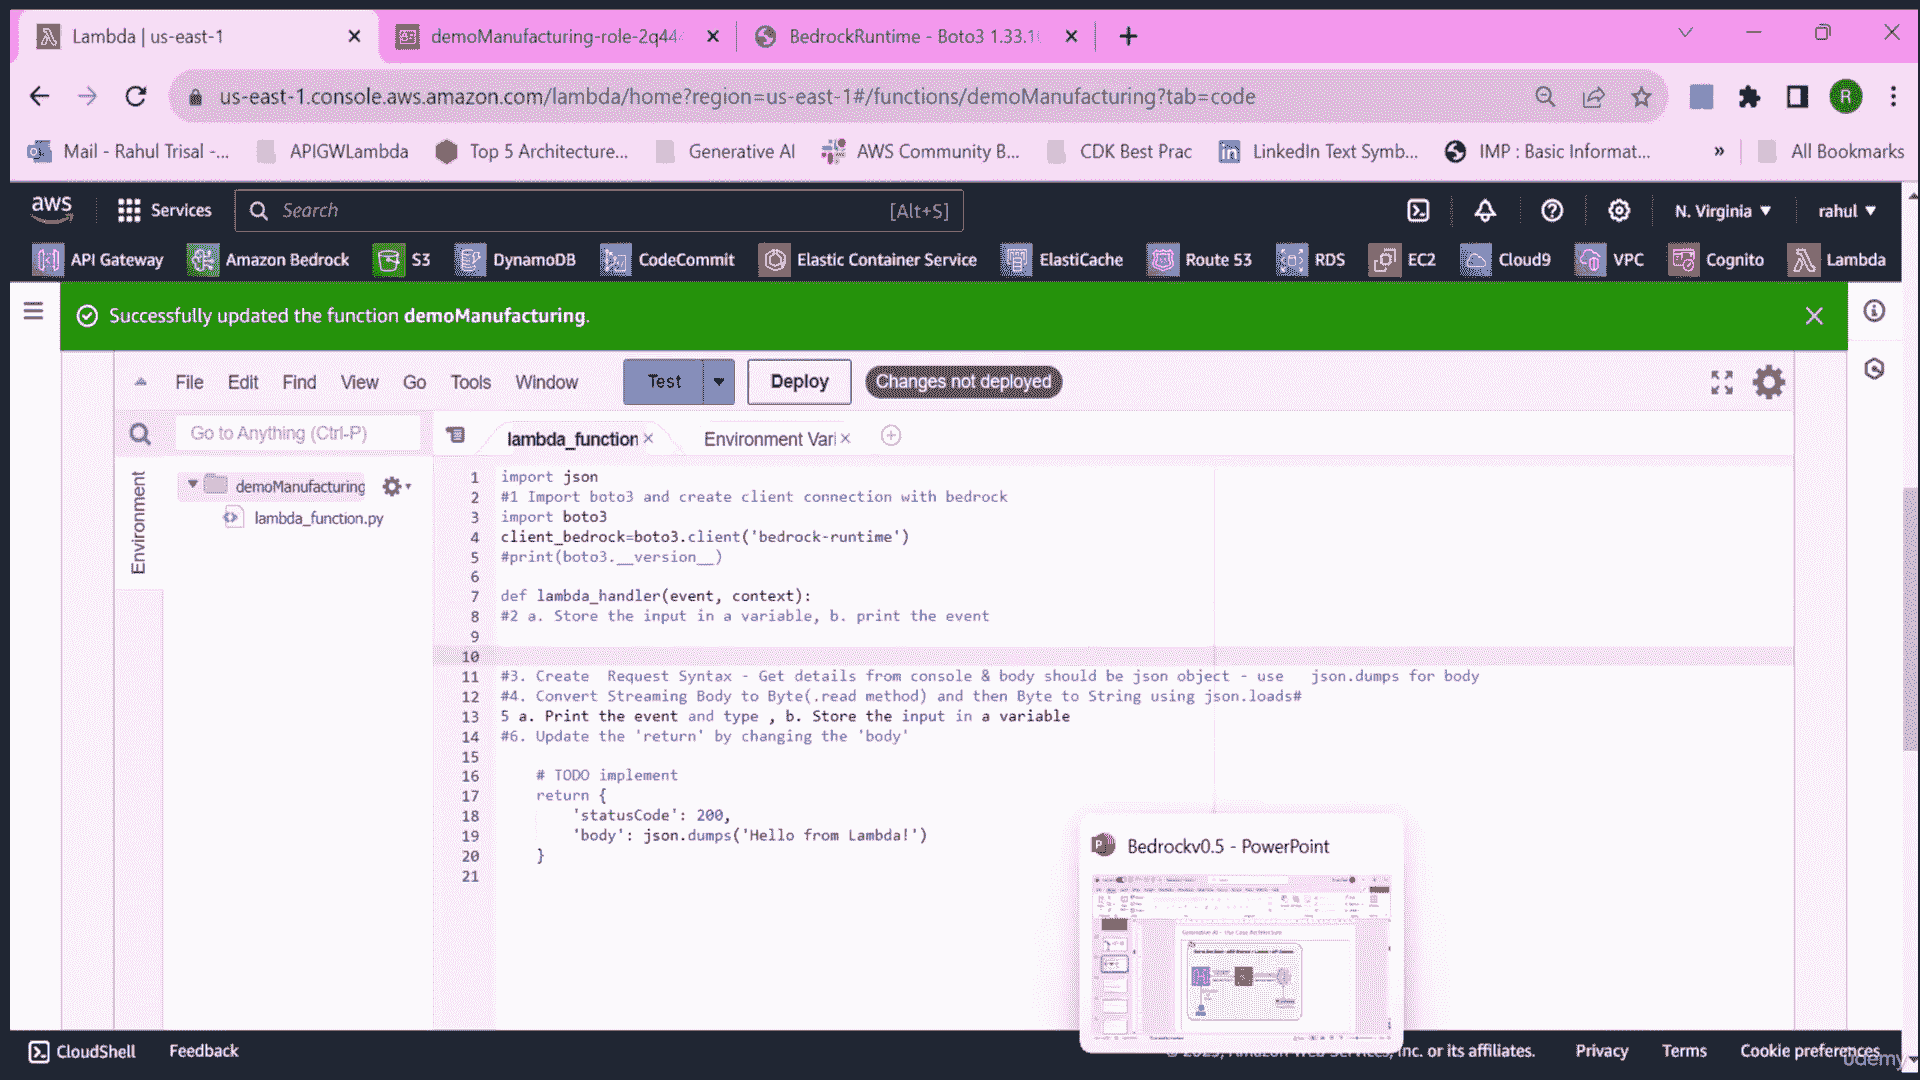 Lambda | us-east-1
demoManufacturing-role-2q44
BedrockRuntime - Boto3 1.33.1
us-east-1.console.aws.amazon.com/lambda/home?region=us-east-1#/functions/demoManufacturing?tab=code
R
Mail - Rahul Trisal -...
APIGWLambda
Top 5 Architecture...
Generative AI
AWS Community B...
CDK Best Prac
LinkedIn Text Symb...
IMP : Basic Informat...
»
All Bookmarks
aws
Services
Search
[Alt+S]
N. Virginia
rahul
API Gateway
Amazon Bedrock
S3
DynamoDB
CodeCommit
Elastic Container Service
ElastiCache
Route 53
RDS
EC2
Cloud9
VPC
Cognito
Lambda
Successfully updated the function demoManufacturing.
File Edit Find View Go Tools Window
Test
Deploy
Changes not deployed
Go to Anything (Ctrl-P)
lambda_function
Environment Vari
Environment
demoManufacturing
lambda_function.py
1 import json
2 #1 Import boto3 and create client connection with bedrock
3 import boto3
4 client_bedrock=boto3.client('bedrock-runtime')
5 #print(boto3.__version__)
6
7 def lambda_handler(event, context):
8 #2 a. Store the input in a variable, b. print the event
9
10
11 #3. Create  Request Syntax - Get details from console & body should be json object - use   json.dumps for body
12 #4. Convert Streaming Body to Byte(.read method) and then Byte to String using json.loads#
13 5 a. Print the event and type , b. Store the input in a variable
14 #6. Update the 'return' by changing the 'body'
15
16     # TODO implement
17     return {
18         'statusCode': 200,
19         'body': json.dumps('Hello from Lambda!')
20     }
21
Bedrockv0.5 - PowerPoint
Generative AI - Use Case Architecture
CloudShell
Feedback
© 2023, Amazon Web Services, Inc. or its affiliates.
Privacy
Terms
Cookie preferences
udemy